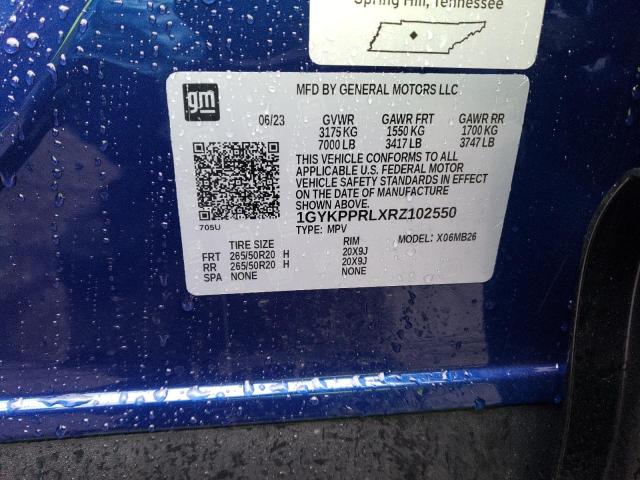 Spring Hill, Tennessee
gm
MFD BY GENERAL MOTORS LLC
06/23 GVWR GAWR FRT GAWR RR
3175 KG 1550 KG 1700 KG
7000 LB 3417 LB 3747 LB
THIS VEHICLE CONFORMS TO ALL
APPLICABLE U.S. FEDERAL MOTOR
VEHICLE SAFETY STANDARDS IN EFFECT
ON THE DATE OF MANUFACTURE
SHOWN ABOVE.
1GYKPPRLXRZ102550
705U
TYPE: MPV MODEL: X06MB26
TIRE SIZE RIM
FRT 265/50R20 H 20X9J
RR 265/50R20 H 20X9J
SPA NONE NONE